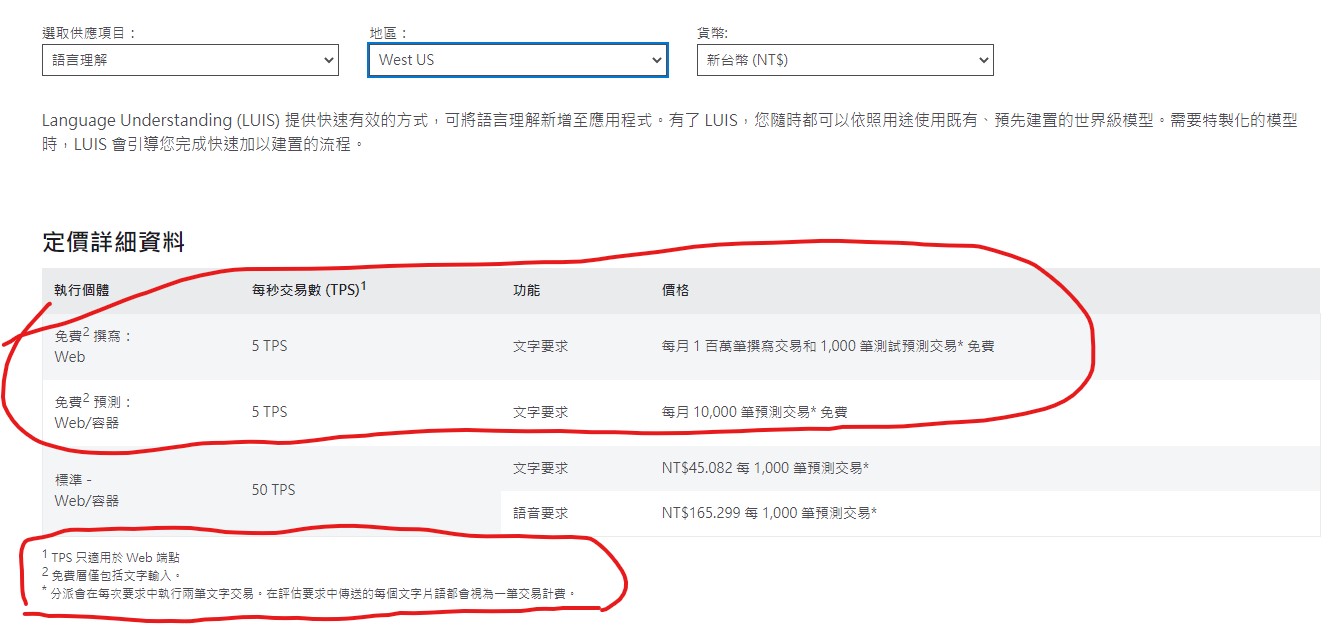 選取供應項目：
地區：
貨幣:
語言理解
West US
新台幣 (NT$)
Language Understanding (LUIS) 提供快速有效的方式，可將語言理解新增至應用程式。有了 LUIS，您隨時都可以依照用途使用既有、預先建置的世界級模型。需要特製化的模型
時，LUIS 會引導您完成快速加以建置的流程。
定價詳細資料
執行個體 每秒交易數 (TPS)1 功能 價格
免費2 撰寫：
Web
5 TPS 文字要求 每月 1 百萬筆撰寫交易和 1,000 筆測試預測交易* 免費
免費2 預測：
Web/容器
5 TPS 文字要求 每月 10,000 筆預測交易* 免費
標準 -
Web/容器
50 TPS
文字要求 NT$45.082 每 1,000 筆預測交易*
語音要求 NT$165.299 每 1,000 筆預測交易*
1 TPS 只適用於 Web 端點
2 免費層僅包括文字輸入。
* 分派會在每次要求中執行兩筆文字交易。在評估要求中傳送的每個文字片語都會視為一筆交易計費。